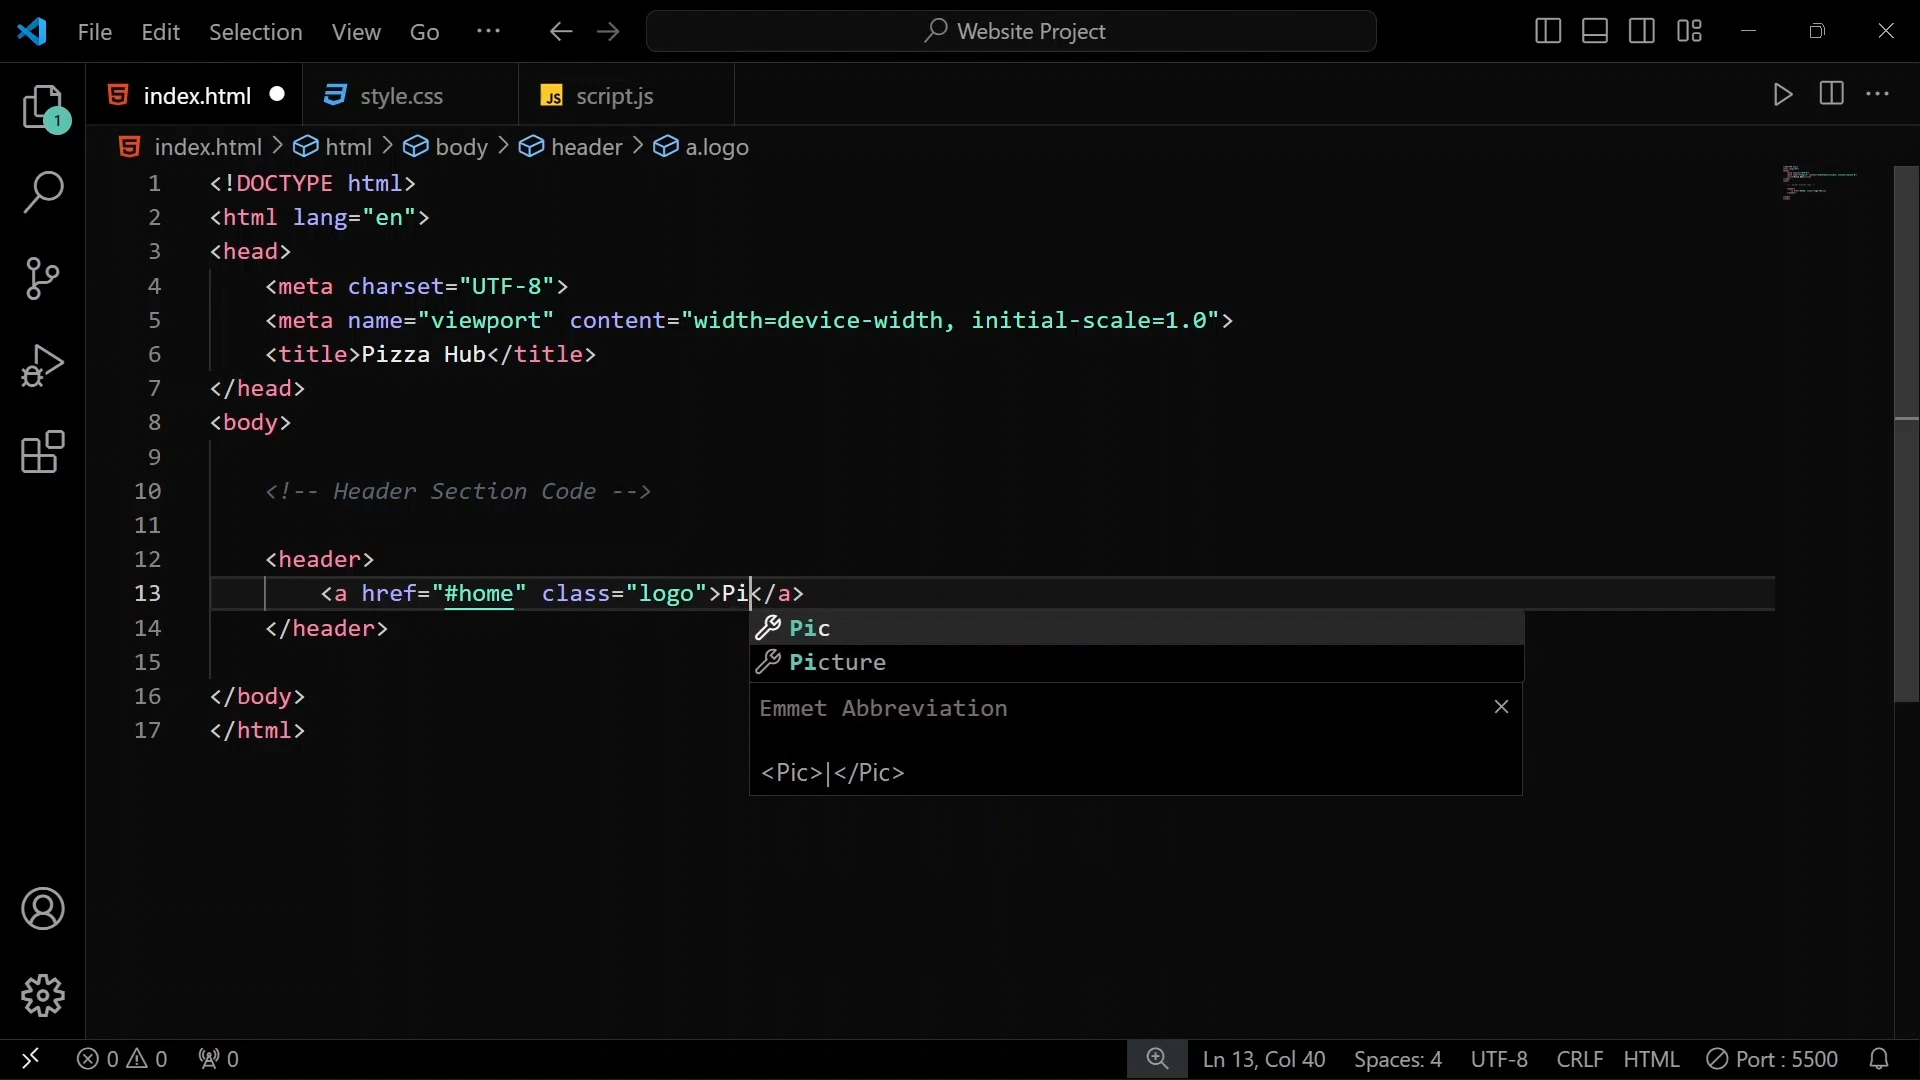 File Edit Selection View Go ··· Website Project
index.html style.css JS script.js
index.html > html > body > header > a.logo
1 <!DOCTYPE html>
2 <html lang="en">
3 <head>
4 <meta charset="UTF-8">
5 <meta name="viewport" content="width=device-width, initial-scale=1.0">
6 <title>Pizza Hub</title>
7 </head>
8 <body>
9
10 <!-- Header Section Code -->
11
12 <header>
13 <a href="#home" class="logo">Pi</a>
Pic
14 </header>
Picture
15
Emmet Abbreviation
16 </body>
17 </html>
<Pic>|</Pic>
1
0 0 0 Ln 13, Col 40 Spaces: 4 UTF-8 CRLF HTML Port : 5500